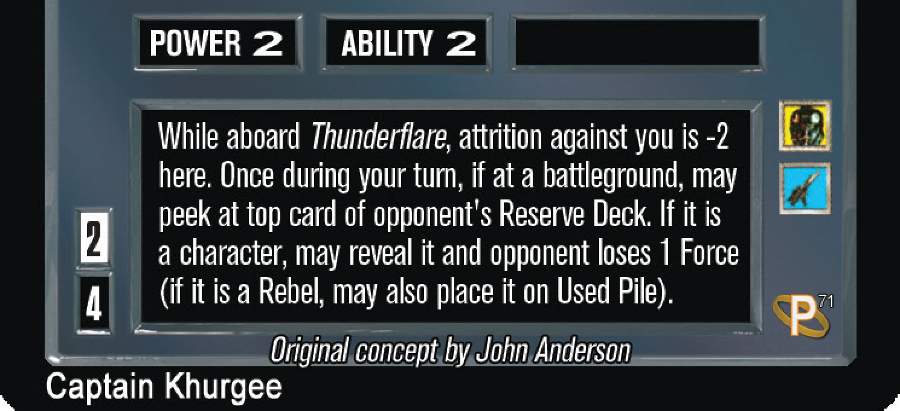 POWER 2 ABILITY 2
While aboard Thunderflare, attrition against you is -2
here. Once during your turn, if at a battleground, may
peek at top card of opponent's Reserve Deck. If it is
a character, may reveal it and opponent loses 1 Force
(if it is a Rebel, may also place it on Used Pile).
2
4
P 71
Original concept by John Anderson
Captain Khurgee